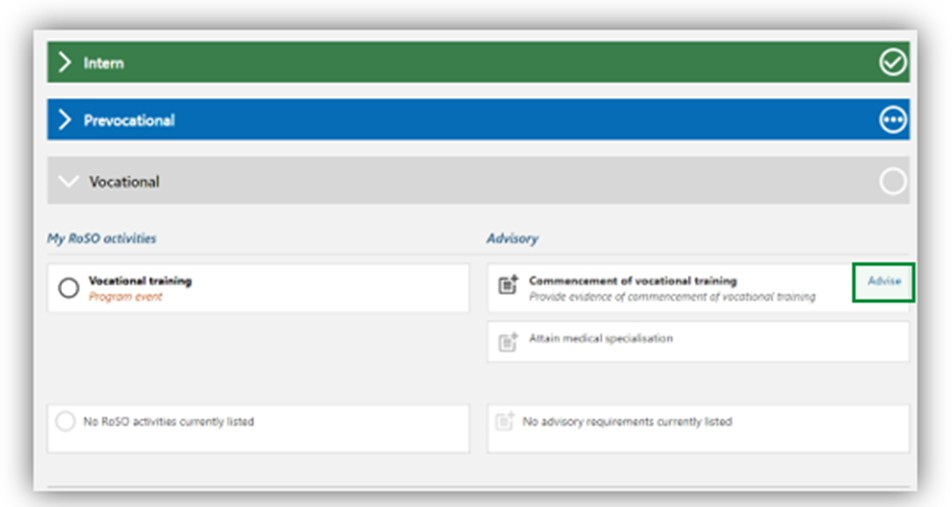 Intern
Prevocational
Vocational
My RoSO activities
Advisory
Vocational training
Program event
Commencement of vocational training
Advise
Provide evidence of commencement of vocational training
Attain medical specialisation
No RoSO activities currently listed
No advisory requirements currently listed